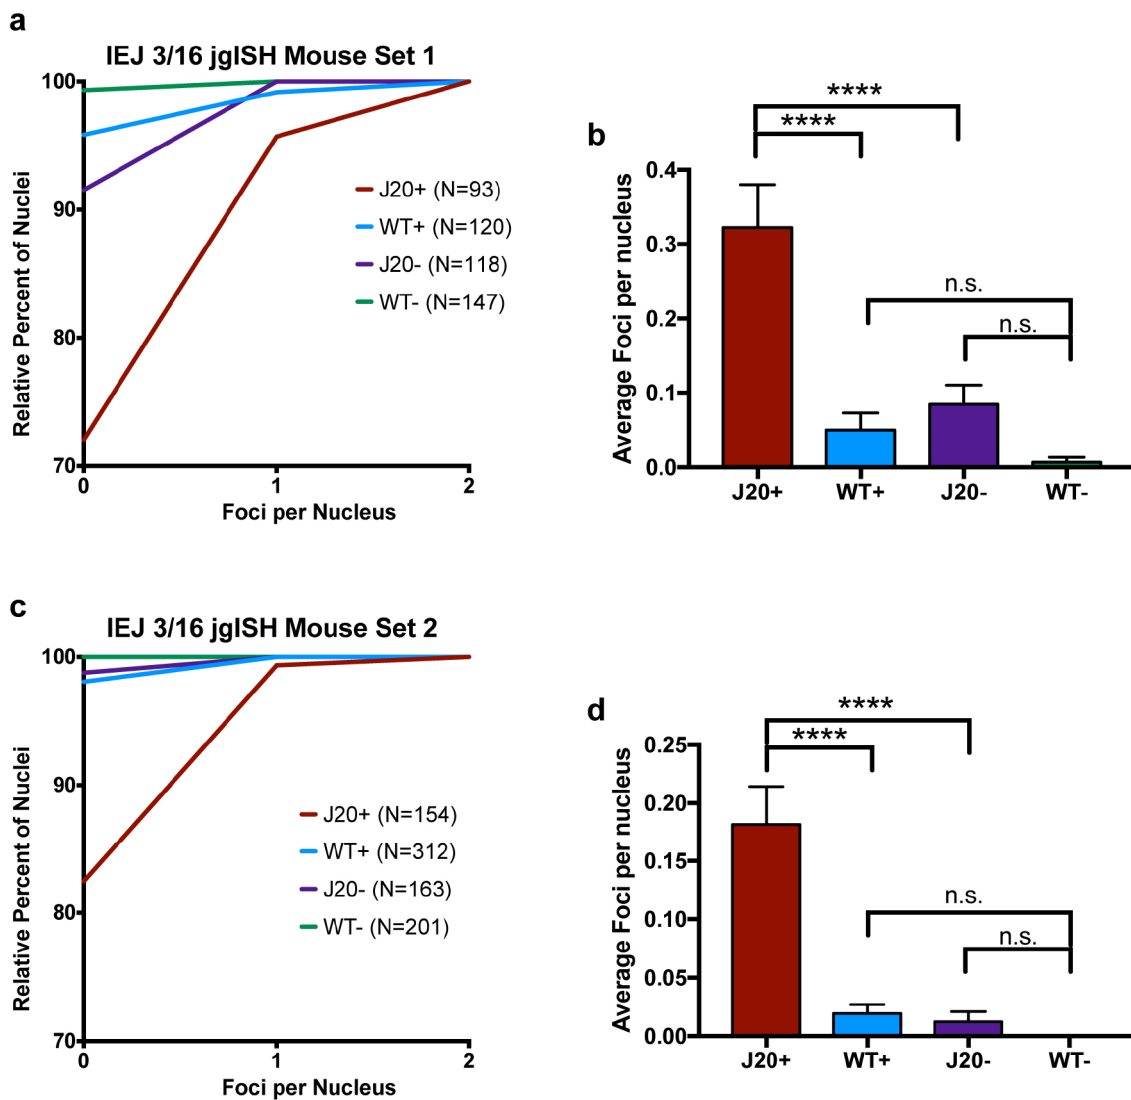 a
IEJ 3/16 jgISH Mouse Set 1
Relative Percent of Nuclei
100
90
80
70
0
1
2
Foci per Nucleus
J20+ (N=93)
WT+ (N=120)
J20- (N=118)
WT- (N=147)
b
Average Foci per nucleus
0.4
0.3
0.2
0.1
0.0
****
****
n.s.
n.s.
J20+
WT+
J20-
WT-
c
IEJ 3/16 jgISH Mouse Set 2
Relative Percent of Nuclei
100
90
80
70
0
1
2
Foci per Nucleus
J20+ (N=154)
WT+ (N=312)
J20- (N=163)
WT- (N=201)
d
Average Foci per nucleus
0.25
0.20
0.15
0.10
0.05
0.00
****
****
n.s.
n.s.
J20+
WT+
J20-
WT-